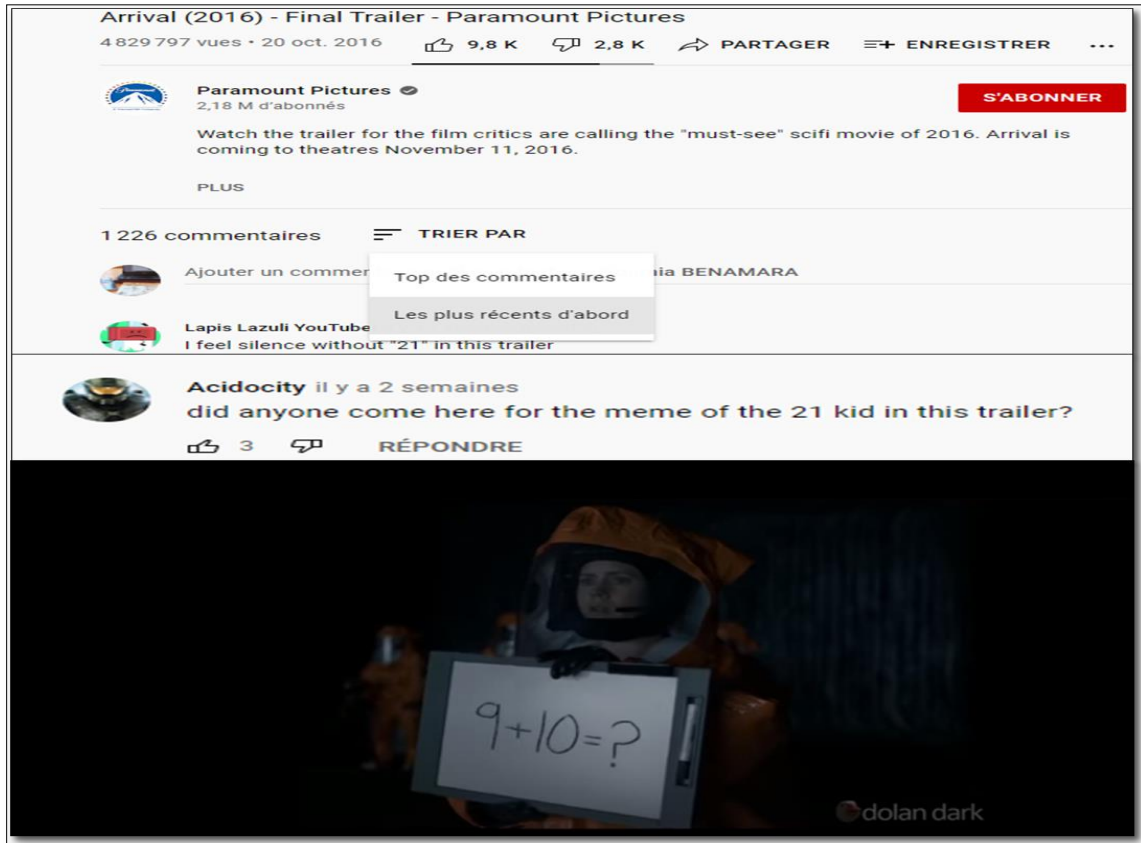 Arrival (2016) - Final Trailer - Paramount Pictures
4 829 797 vues • 20 oct. 2016 9,8 K 2,8 K PARTAGER ENREGISTRER ...
Paramount Pictures
2,18 M d'abonnés
S'ABONNER
Watch the trailer for the film critics are calling the "must-see" scifi movie of 2016. Arrival is
coming to theatres November 11, 2016.
PLUS
1 226 commentaires TRIER PAR
Ajouter un commer
BENAMARA
Top des commentaires
Les plus récents d'abord
Lapis Lazuli YouTube
I feel silence without "21" in this trailer
Acidocity il y a 2 semaines
did anyone come here for the meme of the 21 kid in this trailer?
3 RÉPONDRE
9+10=?
dolan dark